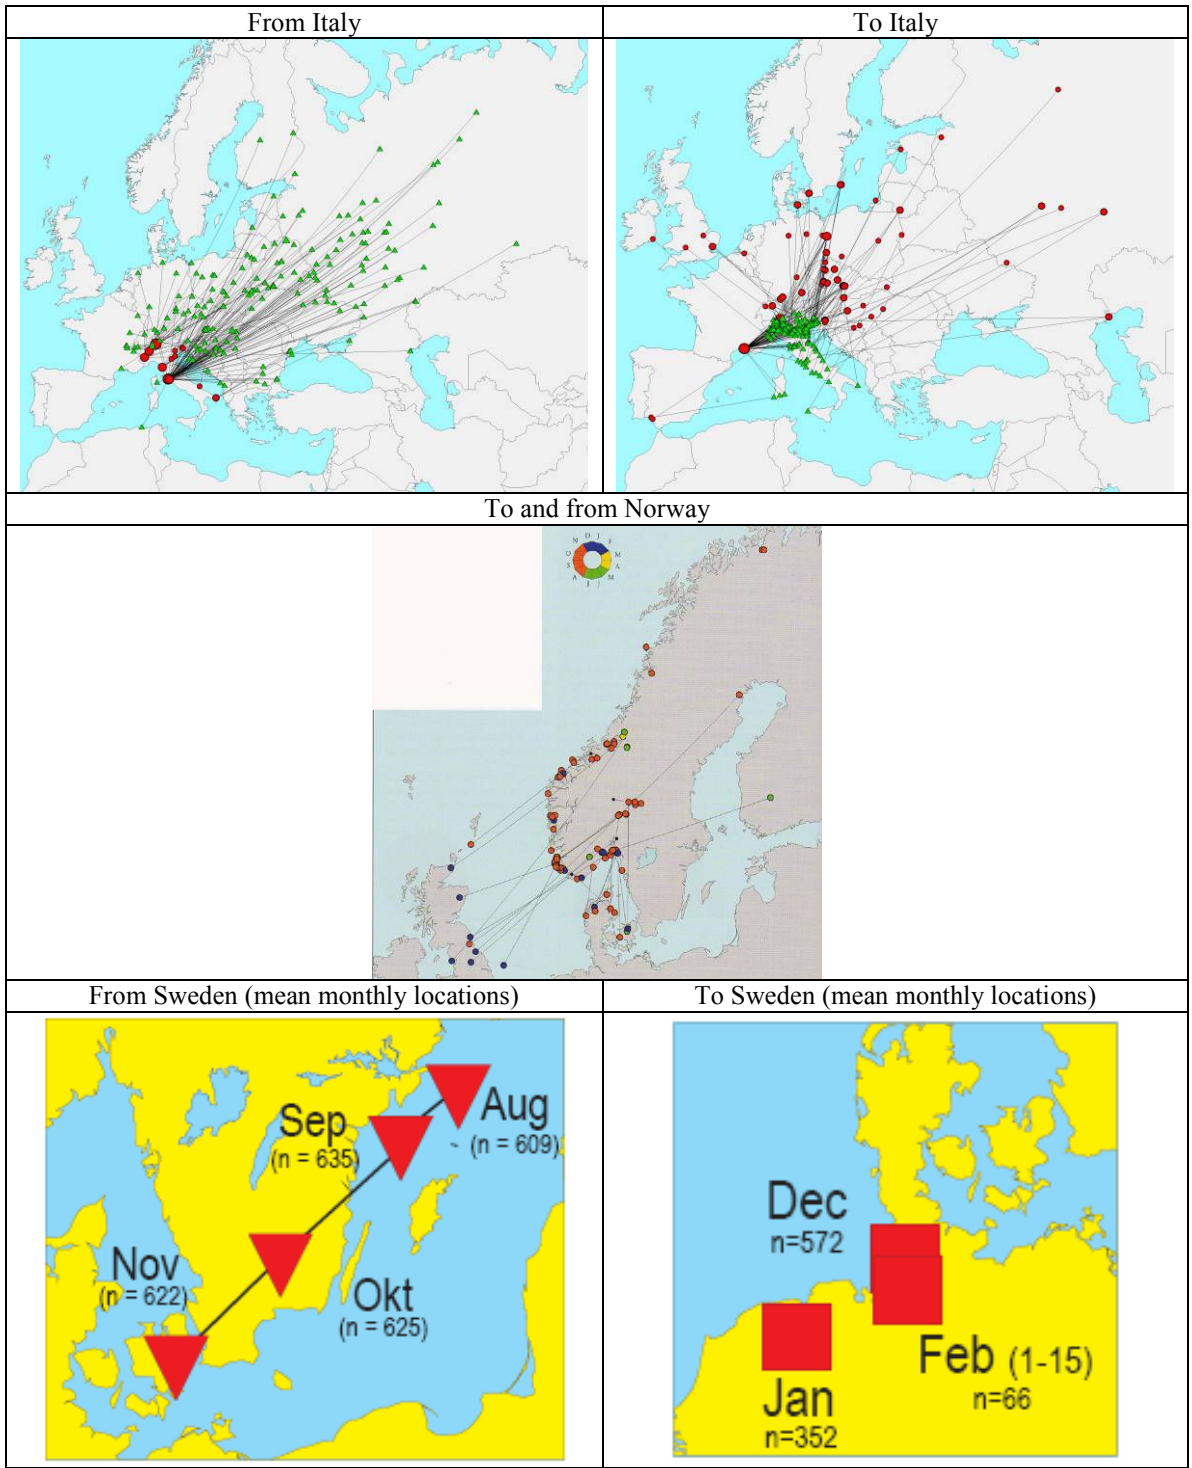 From Italy
To Italy
To and from Norway
N D J F
O M
S A
A J J M
From Sweden (mean monthly locations)
To Sweden (mean monthly locations)
Aug
(n = 609)
Sep
(n = 635)
Okt
(n = 625)
Nov
(n = 622)
Dec
n=572
Feb (1-15)
n=66
Jan
n=352